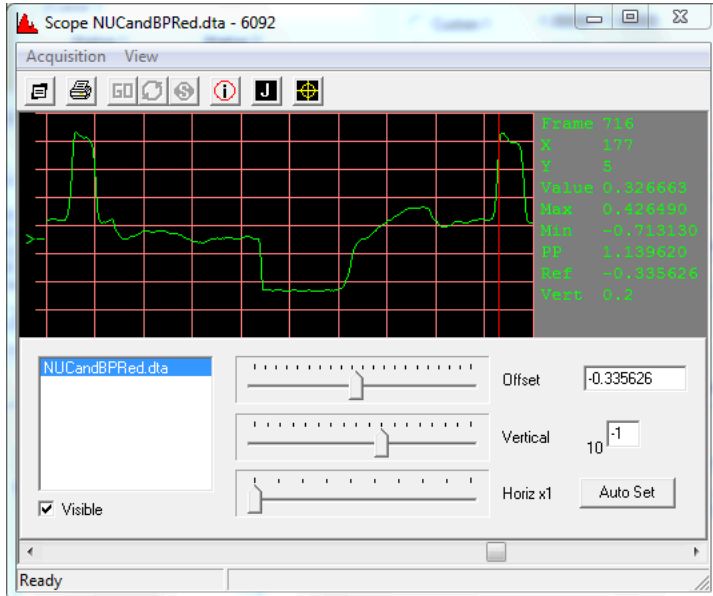 Scope NUCandBPRed.dta - 6092
Acquisition View
GO S i J
Frame 716
X 177
Y 5
Value 0.326663
Max 0.426490
Min -0.713130
PP 1.139620
Ref -0.335626
Vert 0.2
>-
NUCandBPRed.dta
Offset -0.335626
Vertical 10 -1
Horiz x1 Auto Set
Visible
Ready